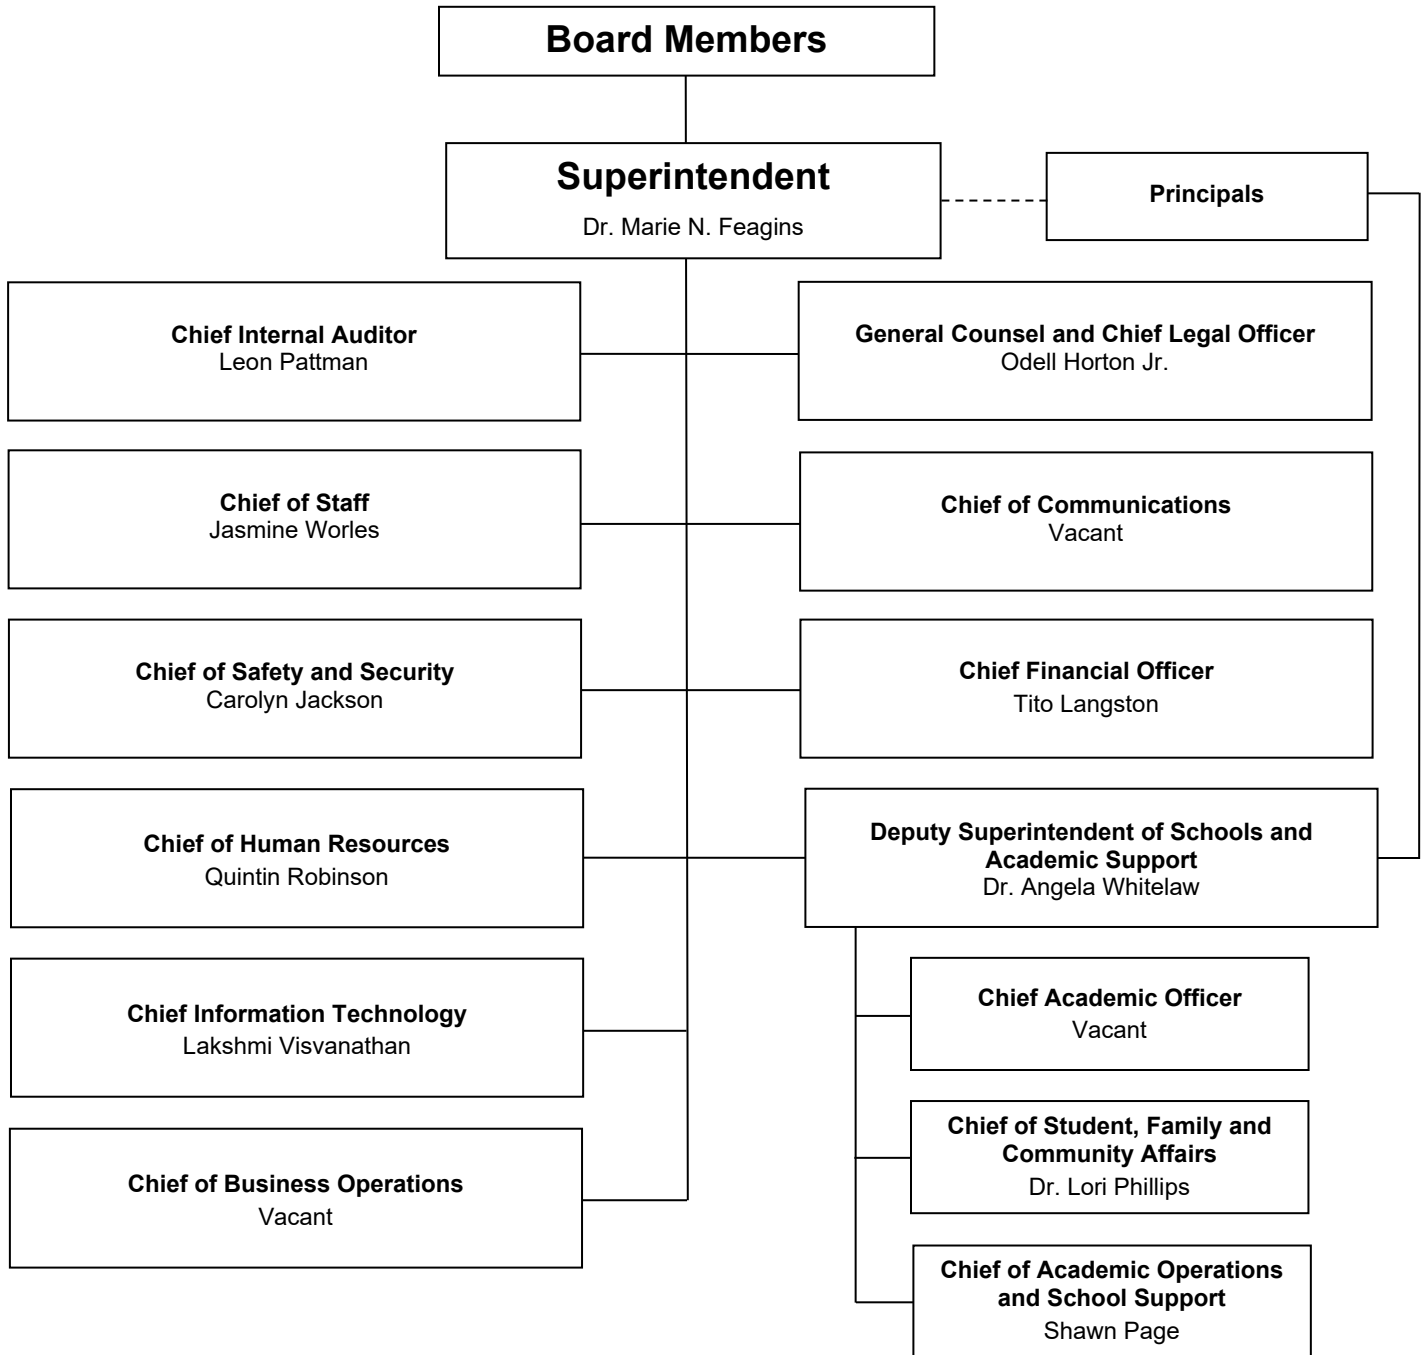 Board Members
Superintendent
Dr. Marie N. Feagins
Principals
Chief Internal Auditor
Leon Pattman
General Counsel and Chief Legal Officer
Odell Horton Jr.
Chief of Staff
Jasmine Worles
Chief of Communications
Vacant
Chief of Safety and Security
Carolyn Jackson
Chief Financial Officer
Tito Langston
Chief of Human Resources
Quintin Robinson
Deputy Superintendent of Schools and
Academic Support
Dr. Angela Whitelaw
Chief Information Technology
Lakshmi Visvanathan
Chief Academic Officer
Vacant
Chief of Business Operations
Vacant
Chief of Student, Family and
Community Affairs
Dr. Lori Phillips
Chief of Academic Operations
and School Support
Shawn Page